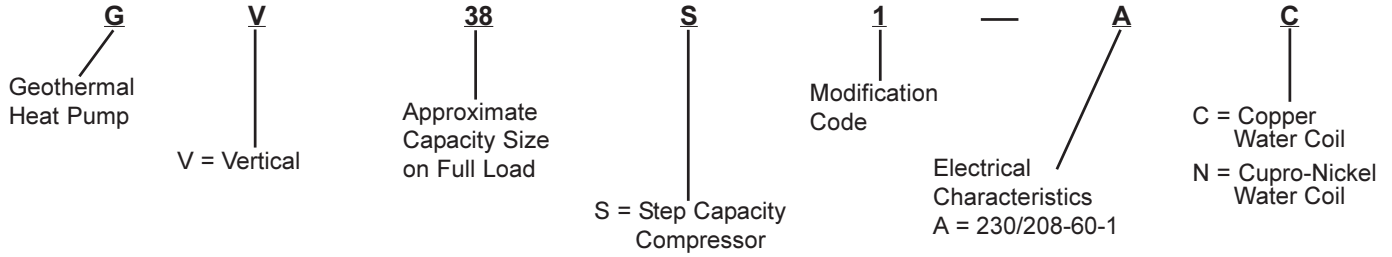 G V 38 S 1 — A C
Geothermal
Heat Pump
V = Vertical
Approximate
Capacity Size
on Full Load
S = Step Capacity
Compressor
Modification
Code
Electrical
Characteristics
A = 230/208-60-1
C = Copper
Water Coil
N = Cupro-Nickel
Water Coil